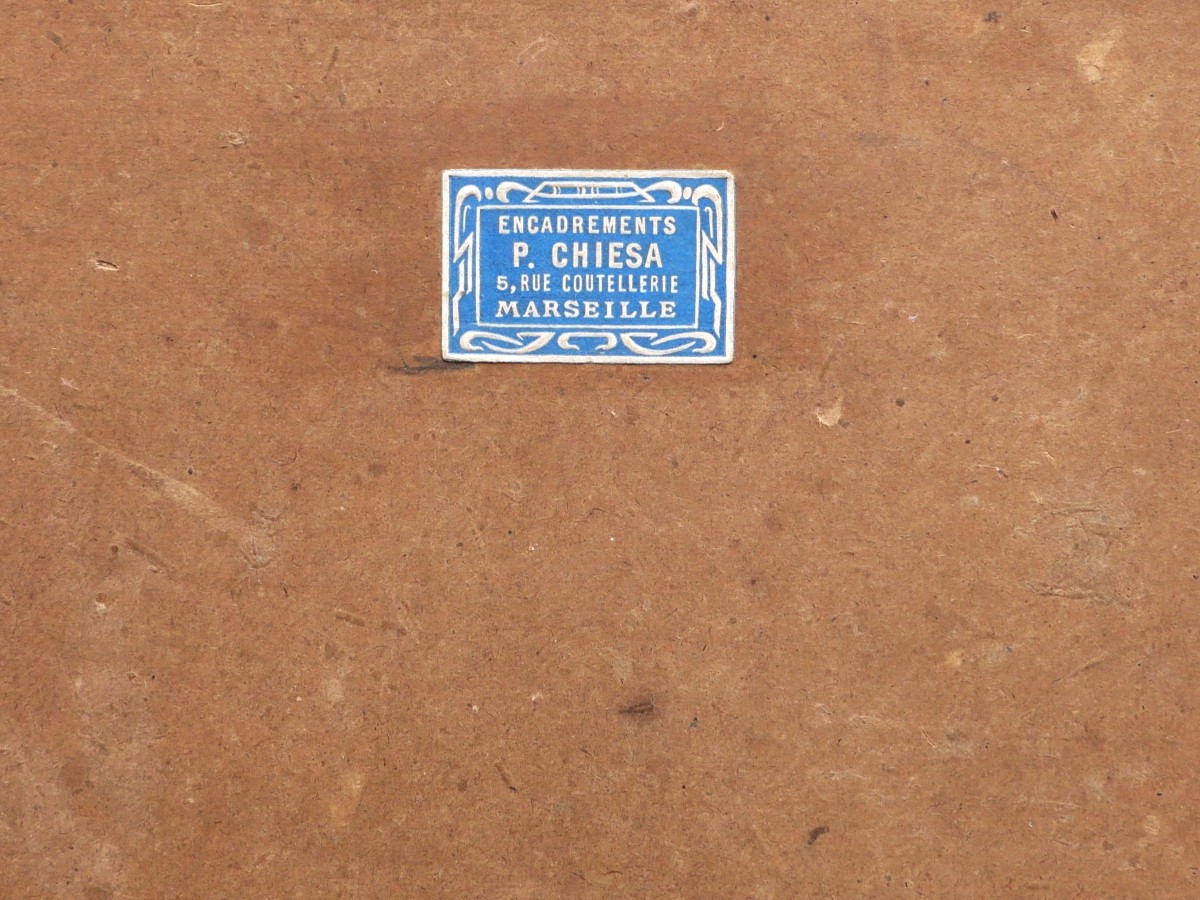 ENCADREMENTS
P. CHIESA
5, RUE COUTELLERIE
MARSEILLE